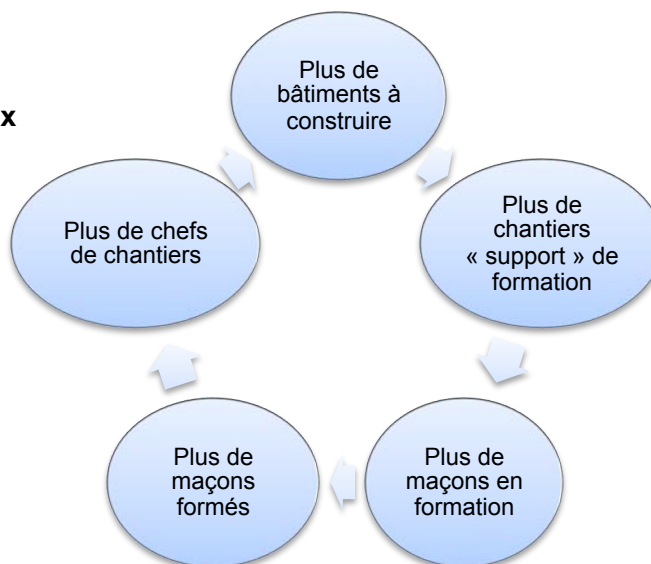 Plus de
bâtiments à
construire
x
Plus de
chantiers
« support » de
formation
Plus de
maçons en
formation
Plus de
maçons
formés
Plus de chefs
de chantiers